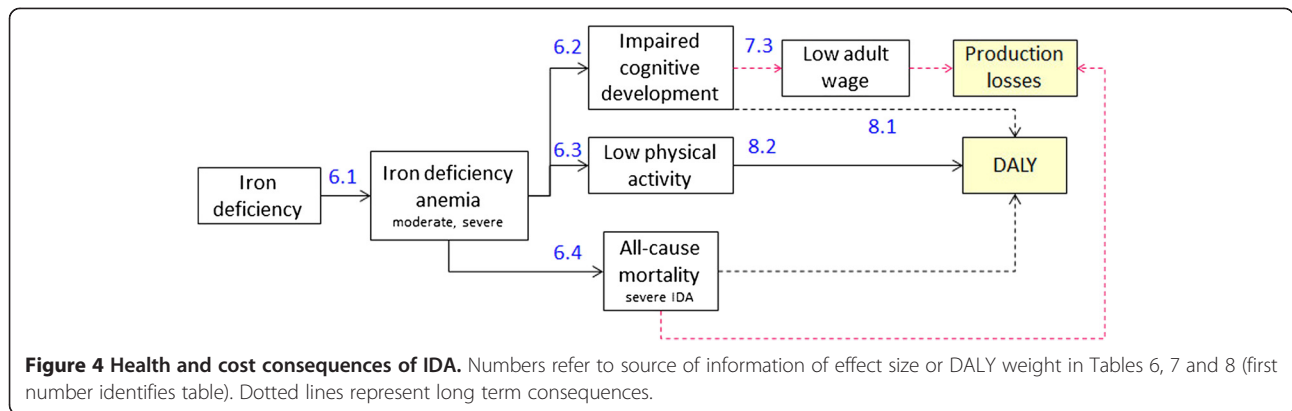 6.2
Impaired
cognitive
development
7.3
Low adult
wage
Production
losses
8.1
6.3
Low physical
activity
8.2
DALY
Iron
deficiency
6.1
Iron deficiency
anemia
moderate, severe
6.4
All-cause
mortality
severe IDA
Figure 4 Health and cost consequences of IDA. Numbers refer to source of information of effect size or DALY weight in Tables 6, 7 and 8 (first
number identifies table). Dotted lines represent long term consequences.